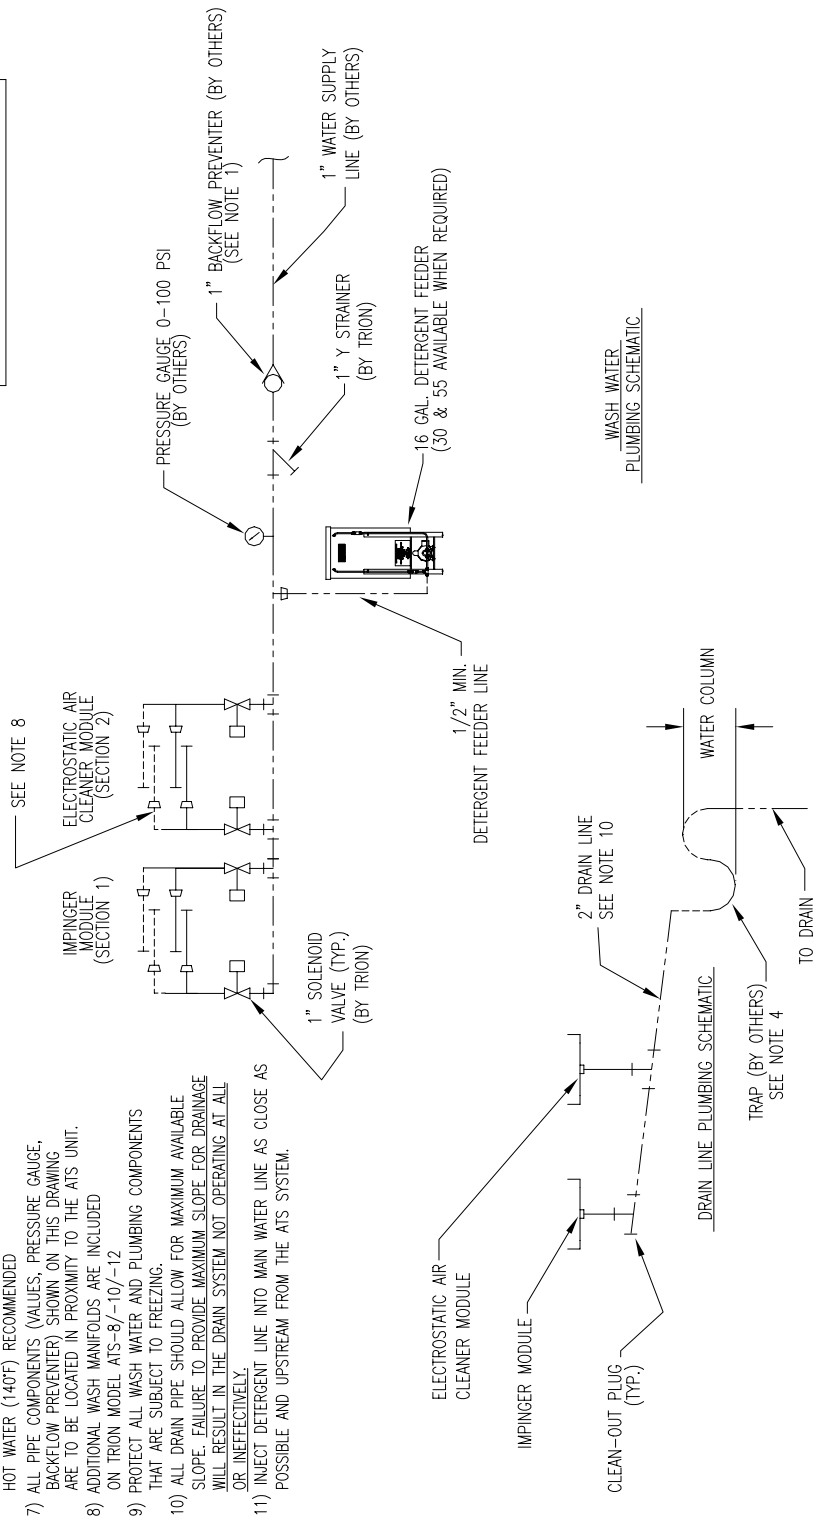 HOT WATER (140°F) RECOMMENDED
7) ALL PIPE COMPONENTS (VALUES, PRESSURE GAUGE,
BACKFLOW PREVENTER) SHOWN ON THIS DRAWING
ARE TO BE LOCATED IN PROXIMITY TO THE ATS UNIT.
8) ADDITIONAL WASH MANIFOLDS ARE INCLUDED
ON TRION MODEL ATS-8/-10/-12
9) PROTECT ALL WASH WATER AND PLUMBING COMPONENTS
THAT ARE SUBJECT TO FREEZING.
10) ALL DRAIN PIPE SHOULD ALLOW FOR MAXIMUM AVAILABLE
SLOPE. FAILURE TO PROVIDE MAXIMUM SLOPE FOR DRAINAGE
WILL RESULT IN THE DRAIN SYSTEM NOT OPERATING AT ALL
OR INEFFECTIVELY.
11) INJECT DETERGENT LINE INTO MAIN WATER LINE AS CLOSE AS
POSSIBLE AND UPSTREAM FROM THE ATS SYSTEM.
SEE NOTE 8
IMPINGER
MODULE
(SECTION 1)
ELECTROSTATIC AIR
CLEANER MODULE
(SECTION 2)
PRESSURE GAUGE 0-100 PSI
(BY OTHERS)
1" BACKFLOW PREVENTER (BY OTHERS)
(SEE NOTE 1)
1" WATER SUPPLY
LINE (BY OTHERS)
1" Y STRAINER
(BY TRION)
1" SOLENOID
VALVE (TYP.)
(BY TRION)
16 GAL. DETERGENT FEEDER
(30 & 55 AVAILABLE WHEN REQUIRED)
1/2" MIN.
DETERGENT FEEDER LINE
WASH WATER
PLUMBING SCHEMATIC
ELECTROSTATIC AIR
CLEANER MODULE
IMPINGER MODULE
CLEAN-OUT PLUG
(TYP.)
2" DRAIN LINE
SEE NOTE 10
WATER COLUMN
DRAIN LINE PLUMBING SCHEMATIC
TRAP (BY OTHERS)
SEE NOTE 4
TO DRAIN